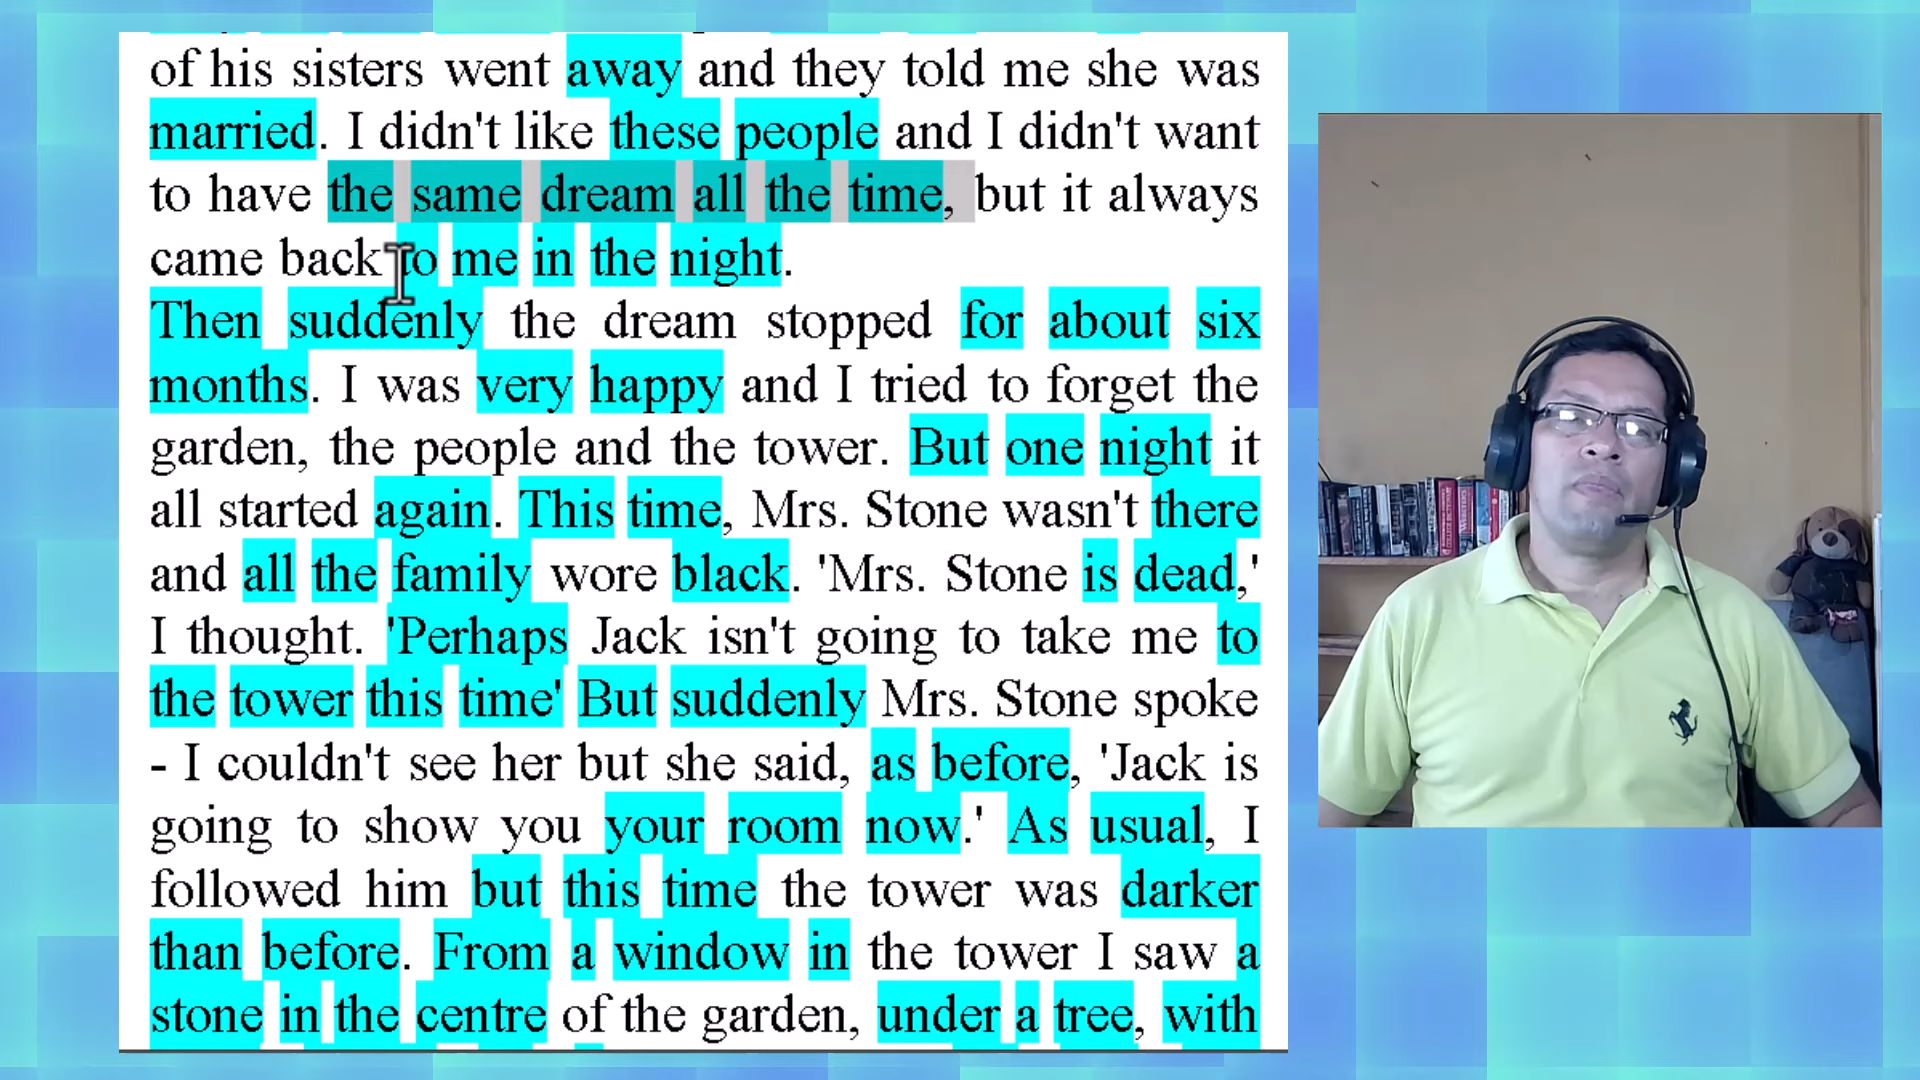 of his sisters went away and they told me she was
married. I didn't like these people and I didn't want
to have the same dream all the time, but it always
came back to me in the night.
Then suddenly the dream stopped for about six
months. I was very happy and I tried to forget the
garden, the people and the tower. But one night it
all started again. This time, Mrs. Stone wasn't there
and all the family wore black. 'Mrs. Stone is dead,'
I thought. 'Perhaps Jack isn't going to take me to
the tower this time' But suddenly Mrs. Stone spoke
- I couldn't see her but she said, as before, 'Jack is
going to show you your room now.' As usual, I
followed him but this time the tower was darker
than before. From a window in the tower I saw a
stone in the centre of the garden, under a tree, with